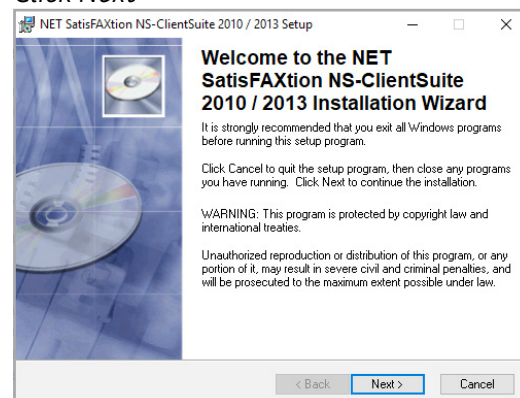 Click Next
NET SatisFAXtion NS-ClientSuite 2010 / 2013 Setup
Welcome to the NET
SatisFAXtion NS-ClientSuite
2010 / 2013 Installation Wizard
It is strongly recommended that you exit all Windows programs
before running this setup program.
Click Cancel to quit the setup program, then close any programs
you have running. Click Next to continue the installation.
WARNING: This program is protected by copyright law and
international treaties.
Unauthorized reproduction or distribution of this program, or any
portion of it, may result in severe civil and criminal penalties, and
will be prosecuted to the maximum extent possible under law.
< Back Next > Cancel